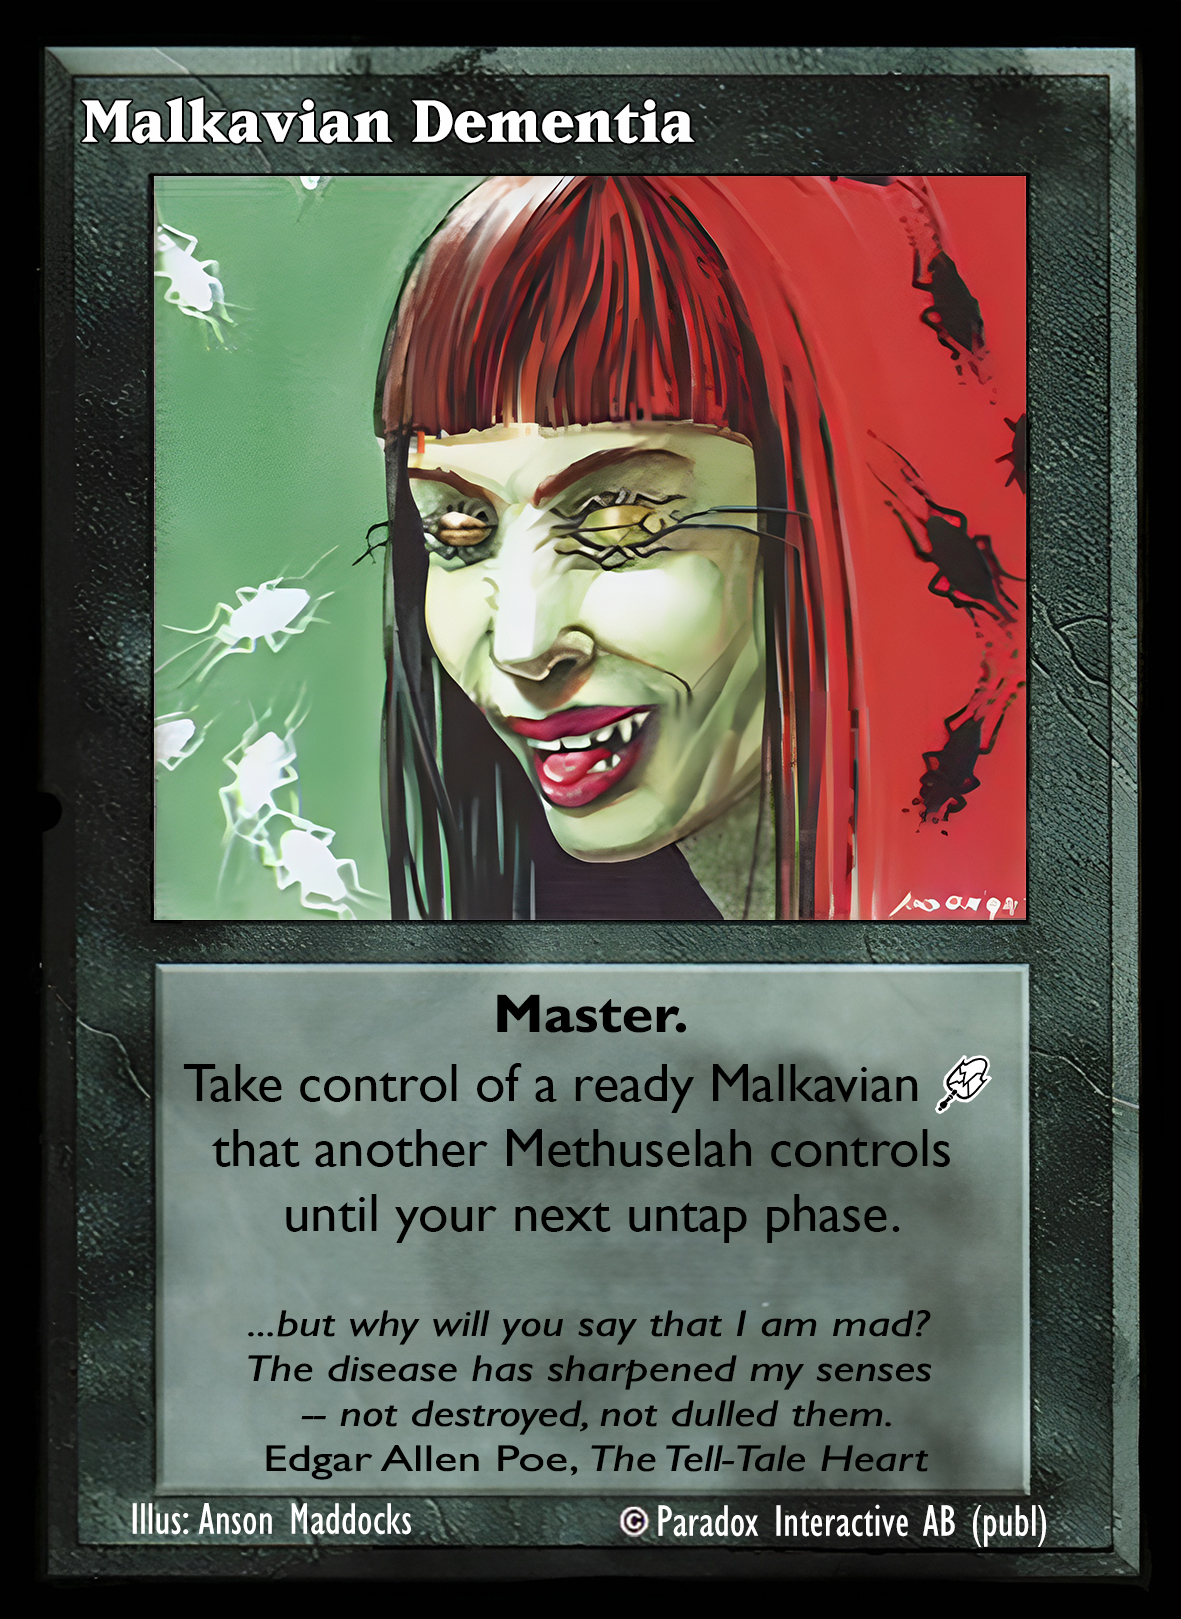 Malkavian Dementia
Master.
Take control of a ready Malkavian
that another Methuselah controls
until your next untap phase.
...but why will you say that I am mad?
The disease has sharpened my senses
-- not destroyed, not dulled them.
Edgar Allen Poe, The Tell-Tale Heart
Illus: Anson Maddocks
© Paradox Interactive AB (publ)